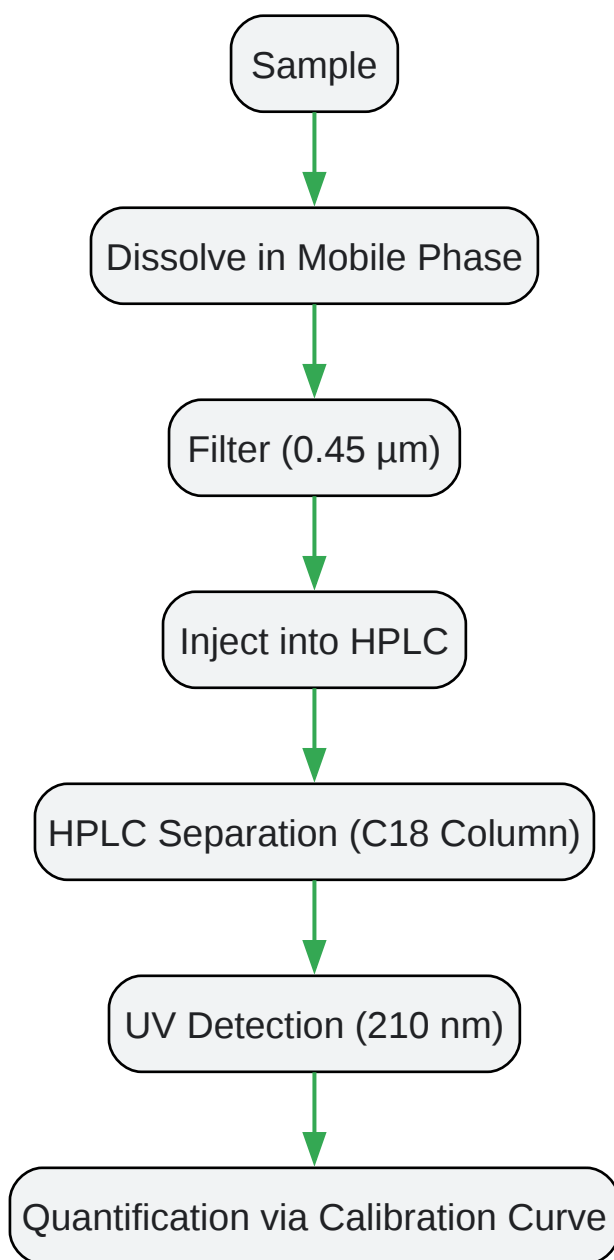 Sample
Dissolve in Mobile Phase
Filter (0.45 µm)
Inject into HPLC
HPLC Separation (C18 Column)
UV Detection (210 nm)
Quantification via Calibration Curve